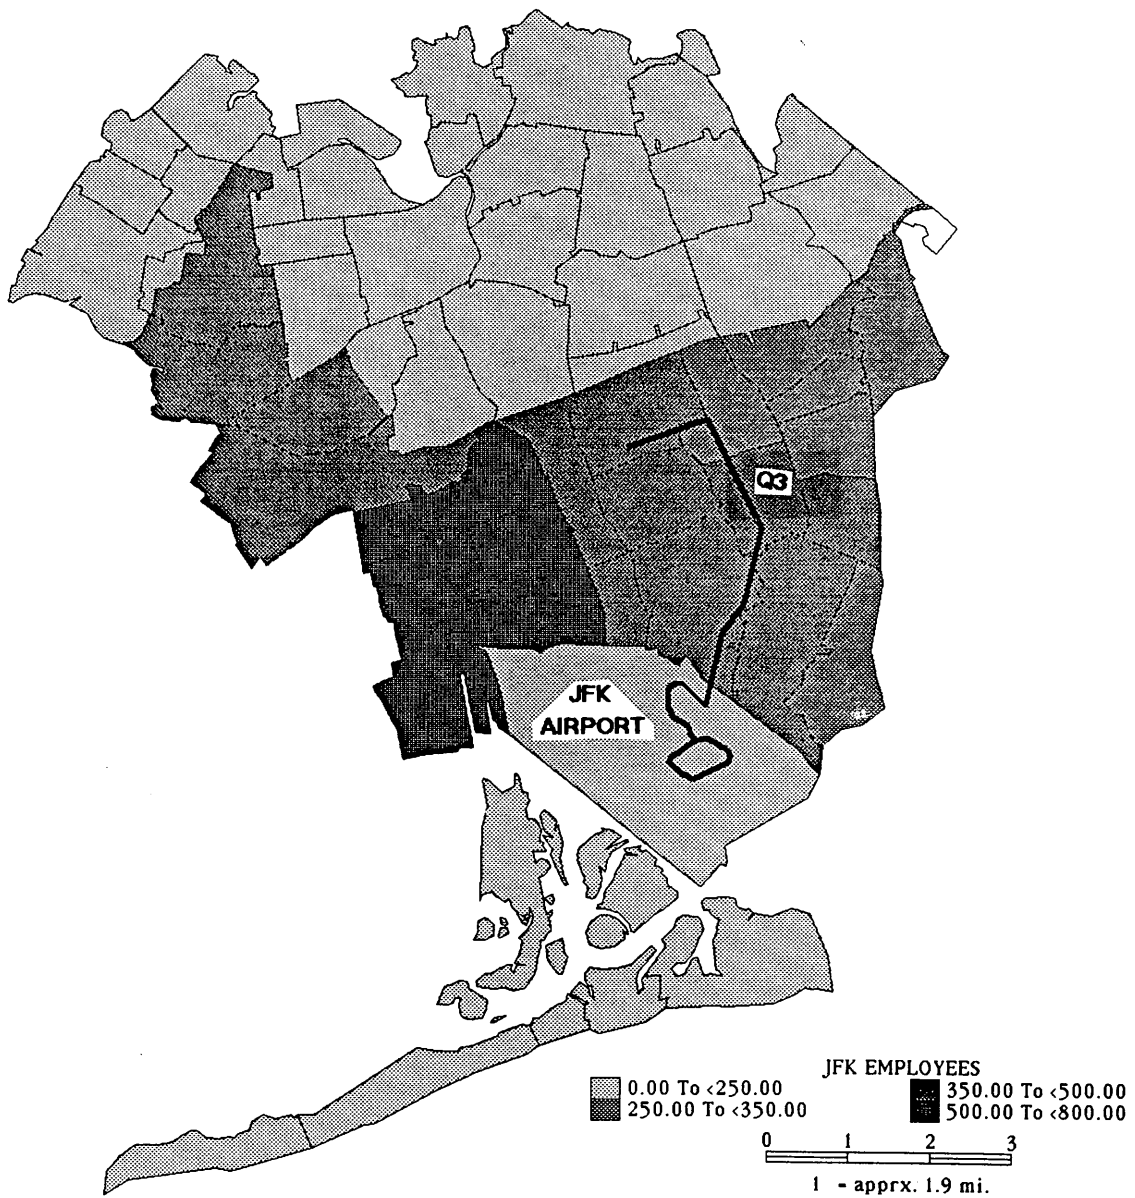 Q3
JFK
AIRPORT
JFK EMPLOYEES
0.00 To <250.00
250.00 To <350.00
350.00 To <500.00
500.00 To <800.00
0 1 2 3
1 - apprx. 1.9 mi.